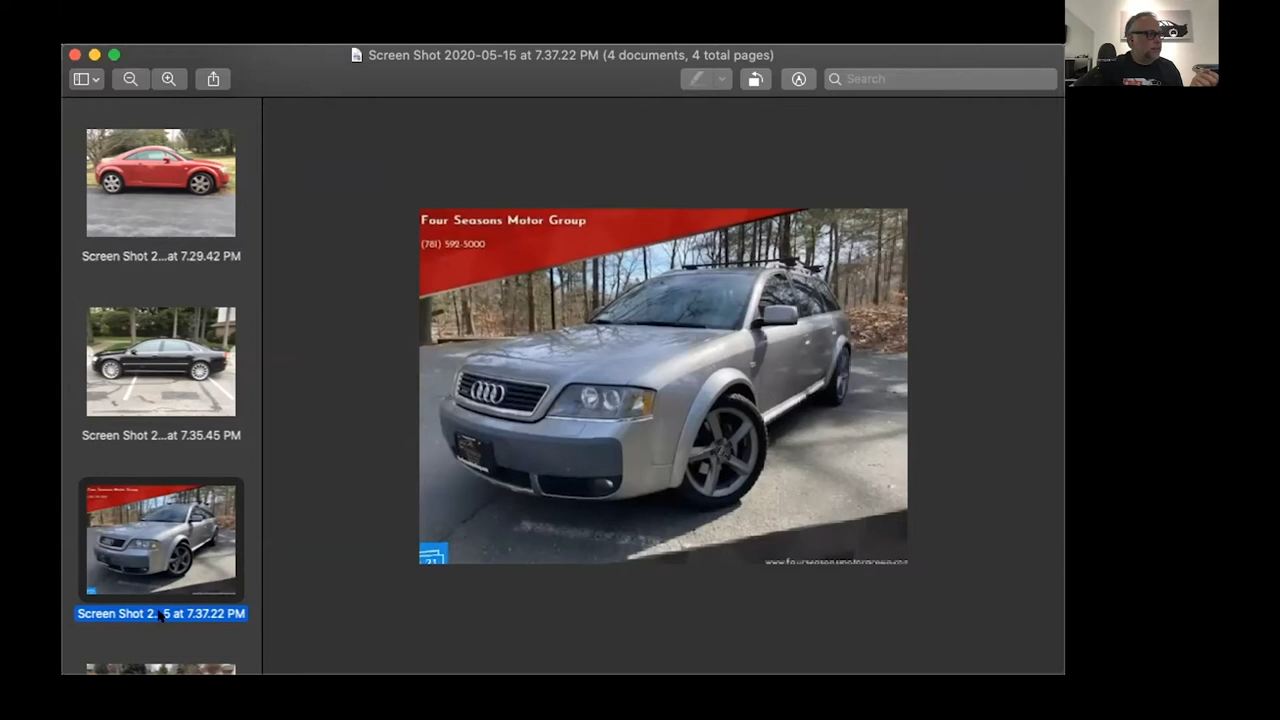 Screen Shot 2020-05-15 at 7.37.22 PM (4 documents, 4 total pages)
Search
Screen Shot 2...at 7.29.42 PM
Screen Shot 2...at 7.35.45 PM
Screen Shot 2...5 at 7.37.22 PM
Four Seasons Motor Group
(781) 592-5000
21